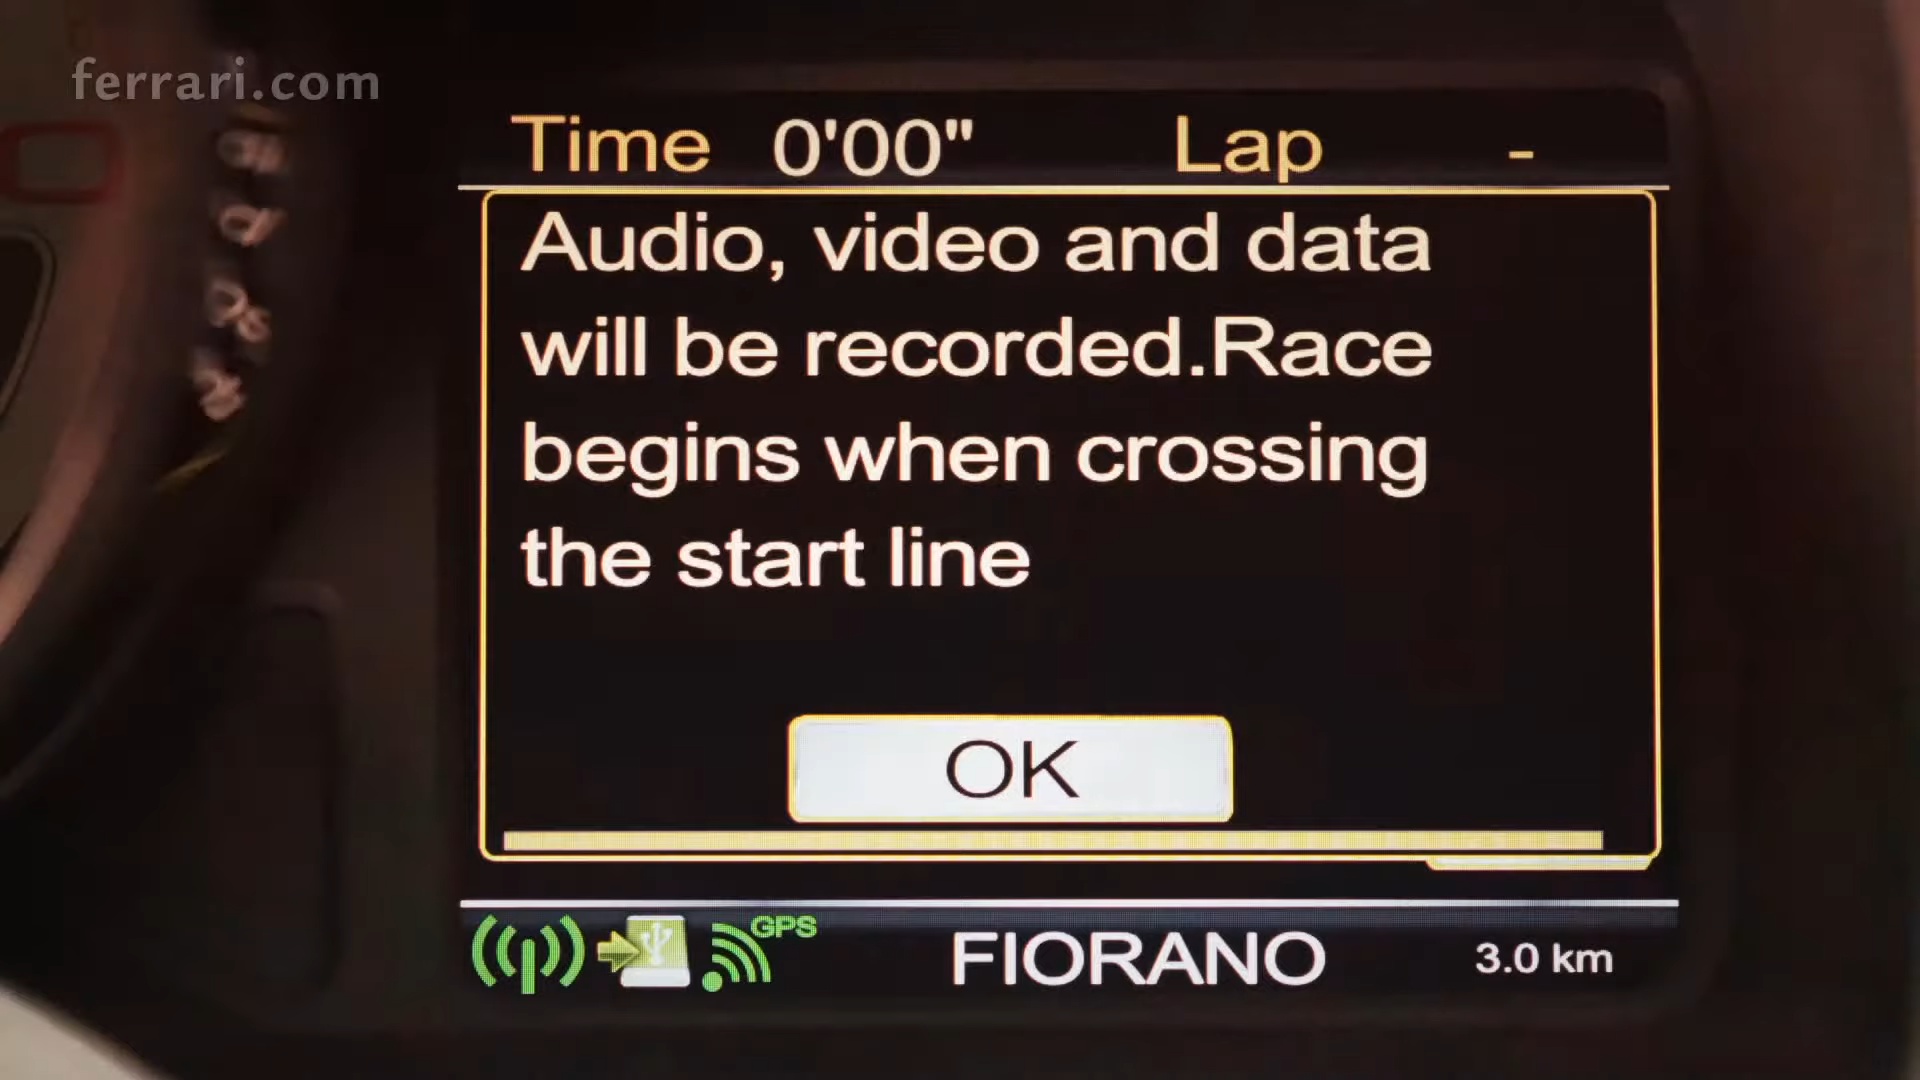 ferrari.com
Time 0'00" Lap -
Audio, video and data
will be recorded.Race
begins when crossing
the start line
OK
GPS
FIORANO
3.0 km